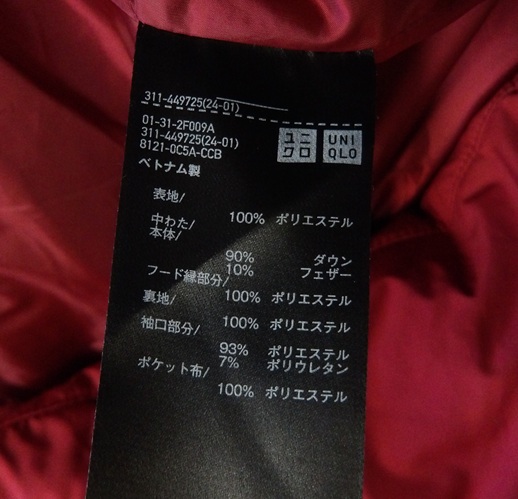 311-449725(24-01)
01-31-2F009A
311-449725(24-01)
8121-0C5A-CCB
ユニクロ UNIQLO
ベトナム製
表地/
100% ポリエステル
中わた/
本体/
90% ダウン
10% フェザー
フード縁部分/
100% ポリエステル
裏地/
100% ポリエステル
袖口部分/
93% ポリエステル
7% ポリウレタン
ポケット布/
100% ポリエステル